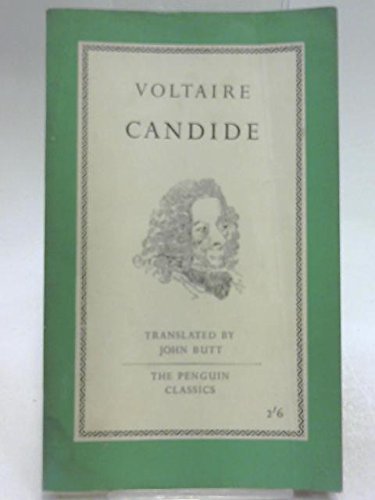 VOLTAIRE
CANDIDE
TRANSLATED BY
JOHN BUTT
THE PENGUIN
CLASSICS
2'6